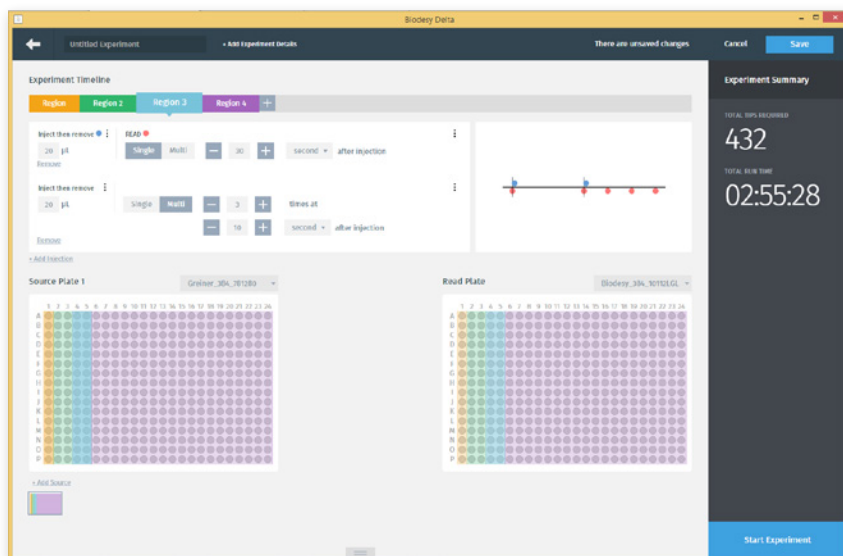 Biodesy Delta
Untitled Experiment + Add Experiment Details There are unsaved changes Cancel Save
Experiment Timeline
Region Region 2 Region 3 Region 4 +
Experiment Summary
TOTAL TIPS REQUIRED
432
TOTAL RUN TIME
02:55:28
Inject then remove READ
20 µL Single Multi 30 second after injection
Remove
Inject then remove
20 µL Single Multi 3 times at
10 second after injection
Remove
+ Add Injection
Source Plate 1 Greiner_384_781280 Read Plate
1 2 3 4 5 6 7 8 9 10 11 12 13 14 15 16 17 18 19 20 21 22 23 24
A
B
C
D
E
F
G
H
I
J
K
L
M
N
O
P
1 2 3 4 5 6 7 8 9 10 11 12 13 14 15 16 17 18 19 20 21 22 23 24
A
B
C
D
E
F
G
H
I
J
K
L
M
N
O
P
+ Add Source
Start Experiment